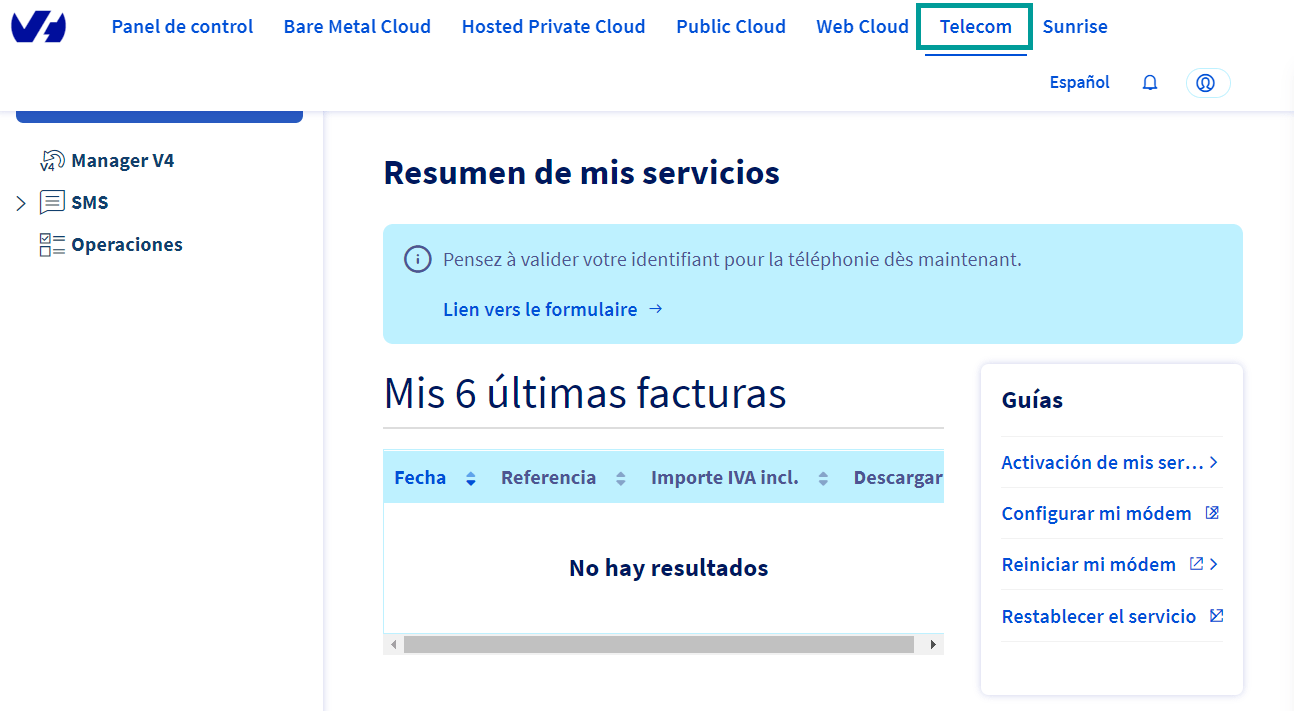 Panel de control Bare Metal Cloud Hosted Private Cloud Public Cloud Web Cloud Telecom Sunrise
Español
V4 Manager V4
SMS
Operaciones
Resumen de mis servicios
Pensez à valider votre identifiant pour la téléphonie dès maintenant.
Lien vers le formulaire →
Mis 6 últimas facturas
Fecha Referencia Importe IVA incl. Descargar
No hay resultados
Guías
Activación de mis ser...
Configurar mi módem
Reiniciar mi módem
Restablecer el servicio